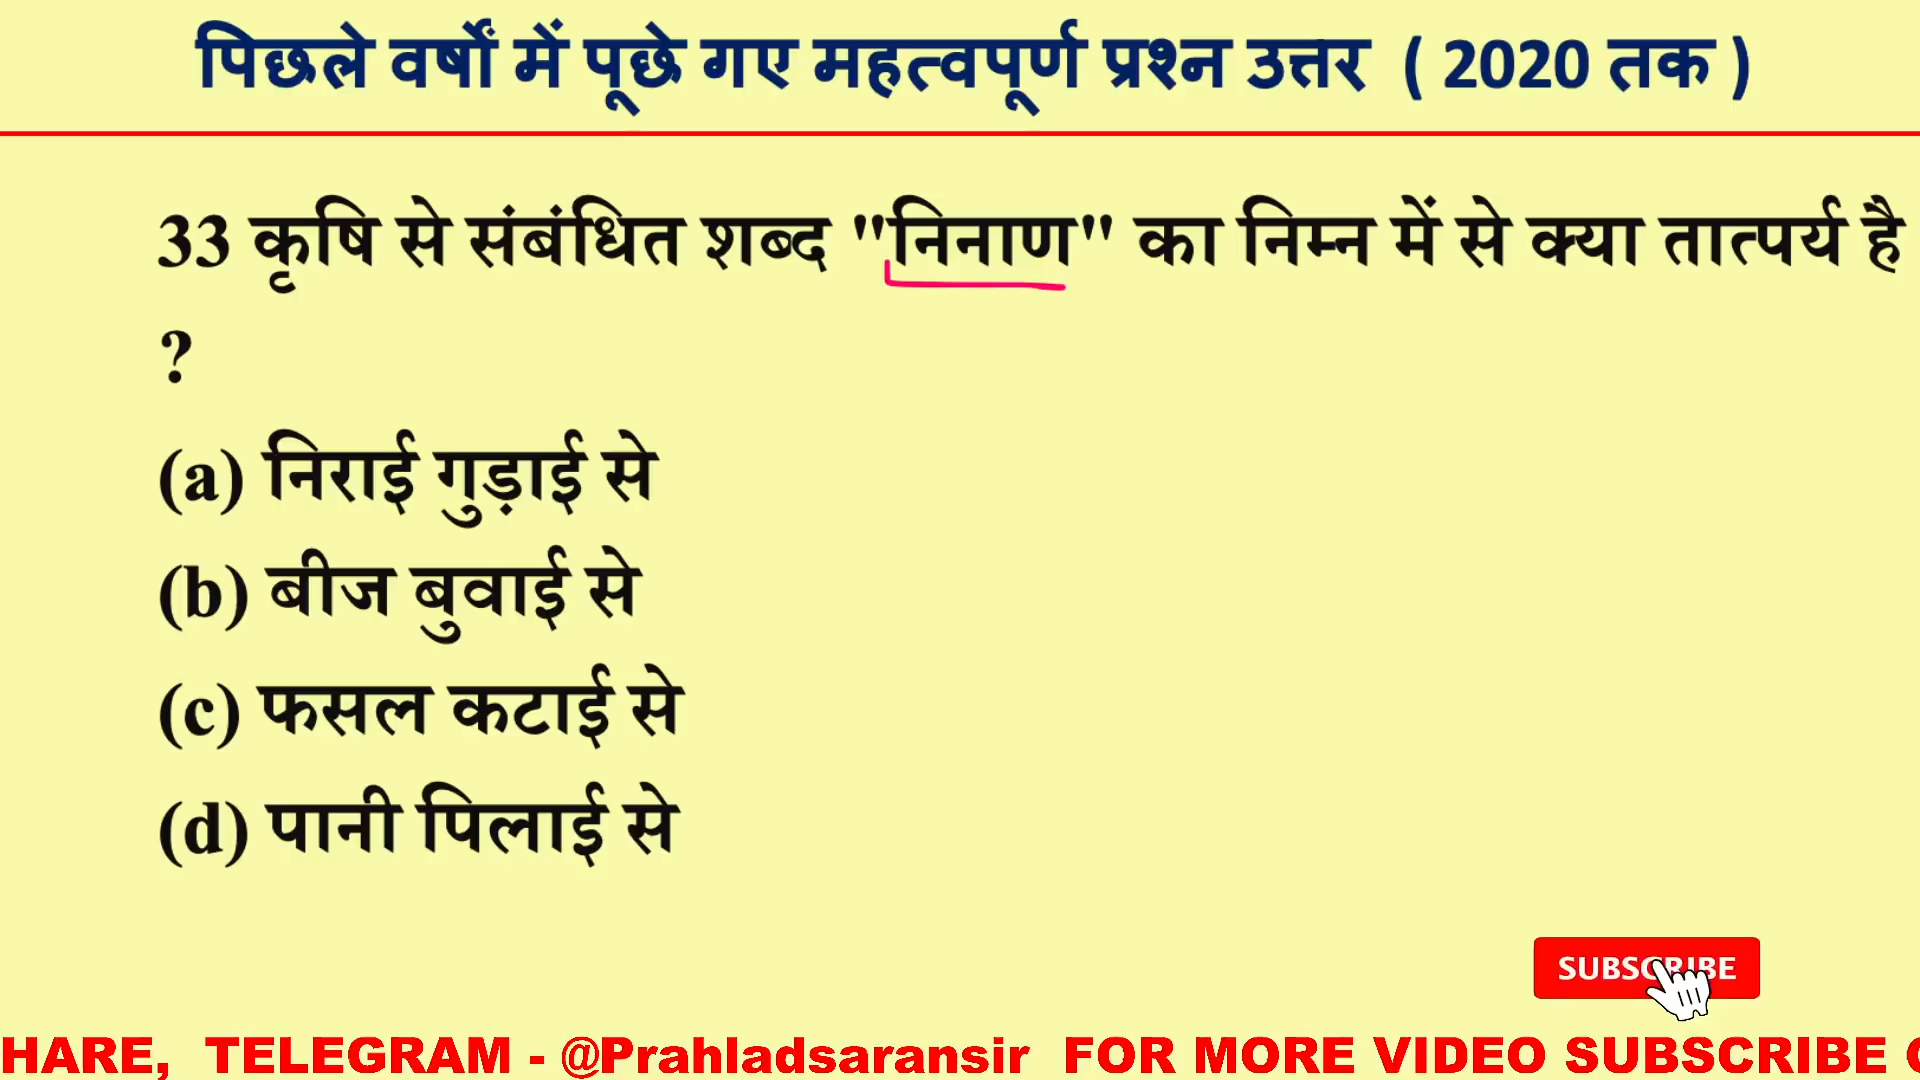 पिछले वर्षों में पूछे गए महत्वपूर्ण प्रश्न उत्तर ( 2020 तक )
33 कृषि से संबंधित शब्द "निनाण" का निम्न में से क्या तात्पर्य है
?
(a) निराई गुड़ाई से
(b) बीज बुवाई से
(c) फसल कटाई से
(d) पानी पिलाई से
SUBSCRIBE
HARE, TELEGRAM - @Prahladsaransir FOR MORE VIDEO SUBSCRIBE